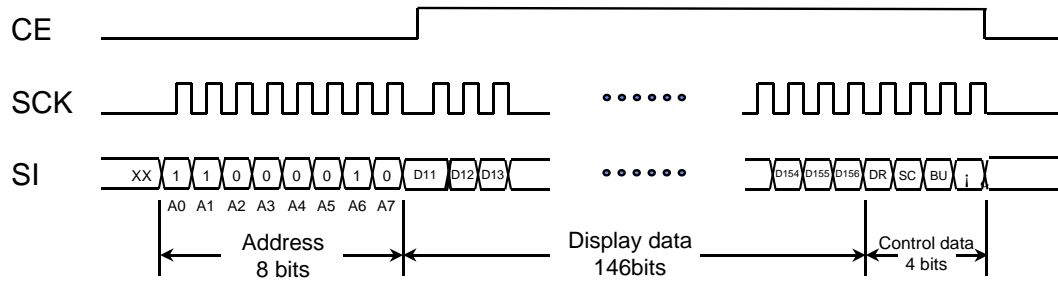 CE
SCK
SI
XX 1 1 0 0 0 0 1 0 D11 D12 D13 D154 D155 D156 DR SC BU ¡
A0 A1 A2 A3 A4 A5 A6 A7
Address
8 bits
Display data
146bits
Control data
4 bits